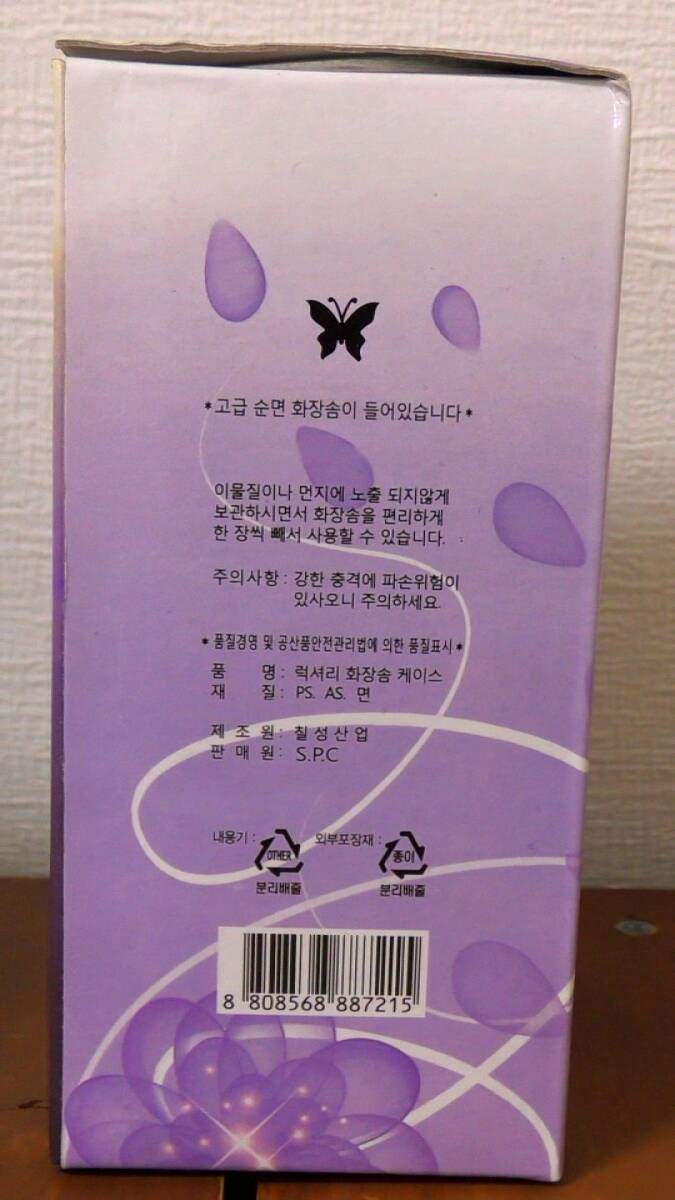 *고급 순면 화장솜이 들어있습니다*
이물질이나 먼지에 노출 되지않게
보관하시면서 화장솜을 편리하게
한 장씩 빼서 사용할 수 있습니다.
주의사항 : 강한 충격에 파손위험이
있사오니 주의하세요.
* 품질경영 및 공산품안전관리법에 의한 품질표시 *
품 명 : 럭셔리 화장솜 케이스
재 질 : PS. AS. 면
제 조 원 : 칠성산업
판 매 원 : S.P.C
내용기 : OTHER 외부포장재 : 종이
분리배출 분리배출
8 808568 887215